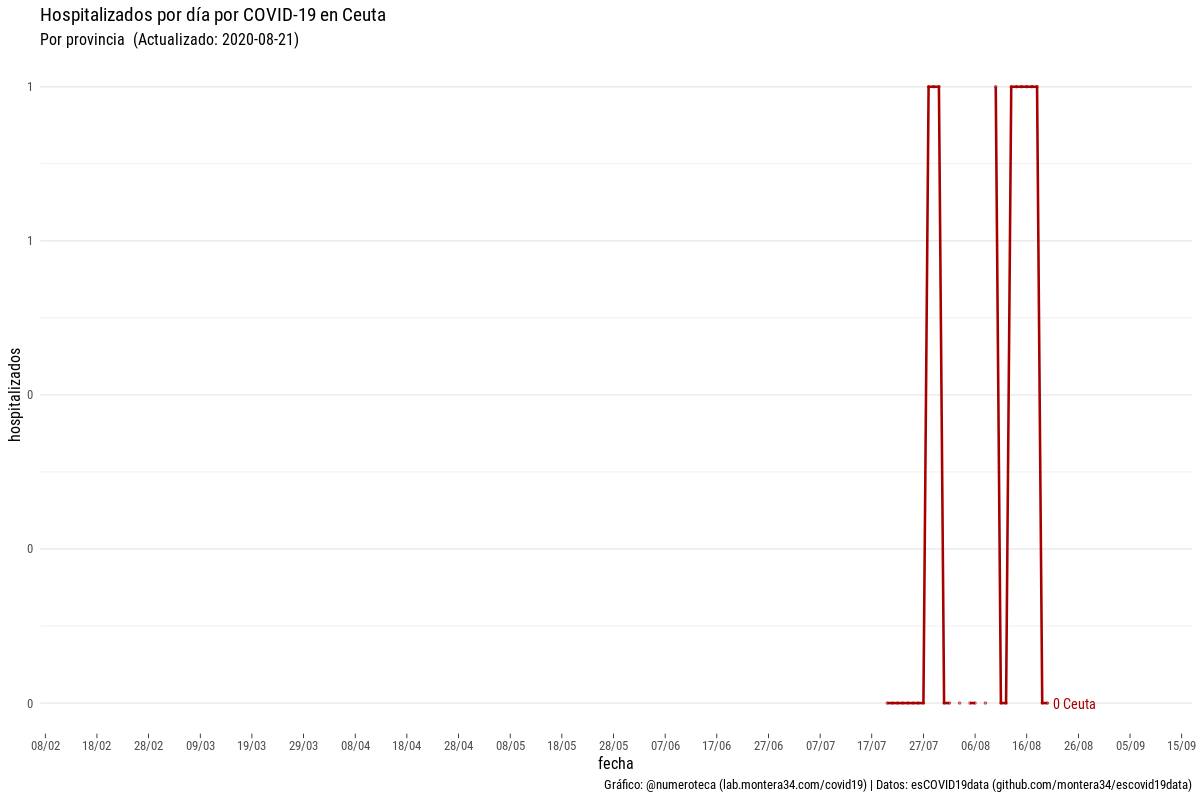 Hospitalizados por día por COVID-19 en Ceuta
Por provincia (Actualizado: 2020-08-21)
1
1
0
0
0
hospitalizados
0 Ceuta
08/02 18/02 28/02 09/03 19/03 29/03 08/04 18/04 28/04 08/05 18/05 28/05 07/06 17/06 27/06 07/07 17/07 27/07 06/08 16/08 26/08 05/09 15/09
fecha
Gráfico: @numeroteca (lab.montera34.com/covid19) | Datos: esCOVID19data (github.com/montera34/escovid19data)